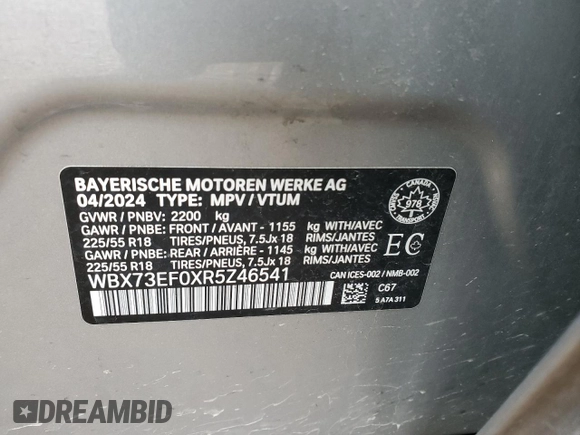 BAYERISCHE MOTOREN WERKE AG
04/2024 TYPE: MPV / VTUM
GVWR / PNBV: 2200 kg
GAWR/ PNBE: FRONT / AVANT - 1155 kg WITH/AVEC
225/55 R18 TIRES/PNEUS, 7.5Jx 18 RIMS/JANTES
GAWR/ PNBE: REAR / ARRIÈRE - 1145 kg WITH/AVEC
225/55 R18 TIRES/PNEUS, 7.5Jx 18 RIMS/JANTES
WBX73EF0XR5Z46541
CANADA
978
EC
CAN ICES-002 / NMB-002
C67
5 A7A 311
DREAMBID